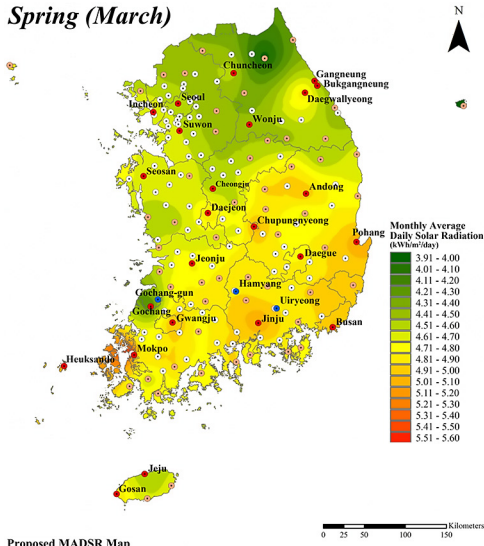 Spring (March)
N
Chuncheon
Gangneung
Bukgangneung
Daegwallyeong
Seoul
Incheon
Wonju
Suwon
Seosan
Cheongju
Andong
Daejeon
Chupungnyeong
Pohang
Jeonju
Daegue
Hamyang
Gochang-gun
Uiryeong
Gochang
Gwangju
Jinju
Busan
Mokpo
Heuksando
Jeju
Gosan
Monthly Average
Daily Solar Radiation
(kWh/m²/day)
3.91 - 4.00
4.01 - 4.10
4.11 - 4.20
4.21 - 4.30
4.31 - 4.40
4.41 - 4.50
4.51 - 4.60
4.61 - 4.70
4.71 - 4.80
4.81 - 4.90
4.91 - 5.00
5.01 - 5.10
5.11 - 5.20
5.21 - 5.30
5.31 - 5.40
5.41 - 5.50
5.51 - 5.60
Kilometers
0 25 50 100 150
Proposed MADSR Map